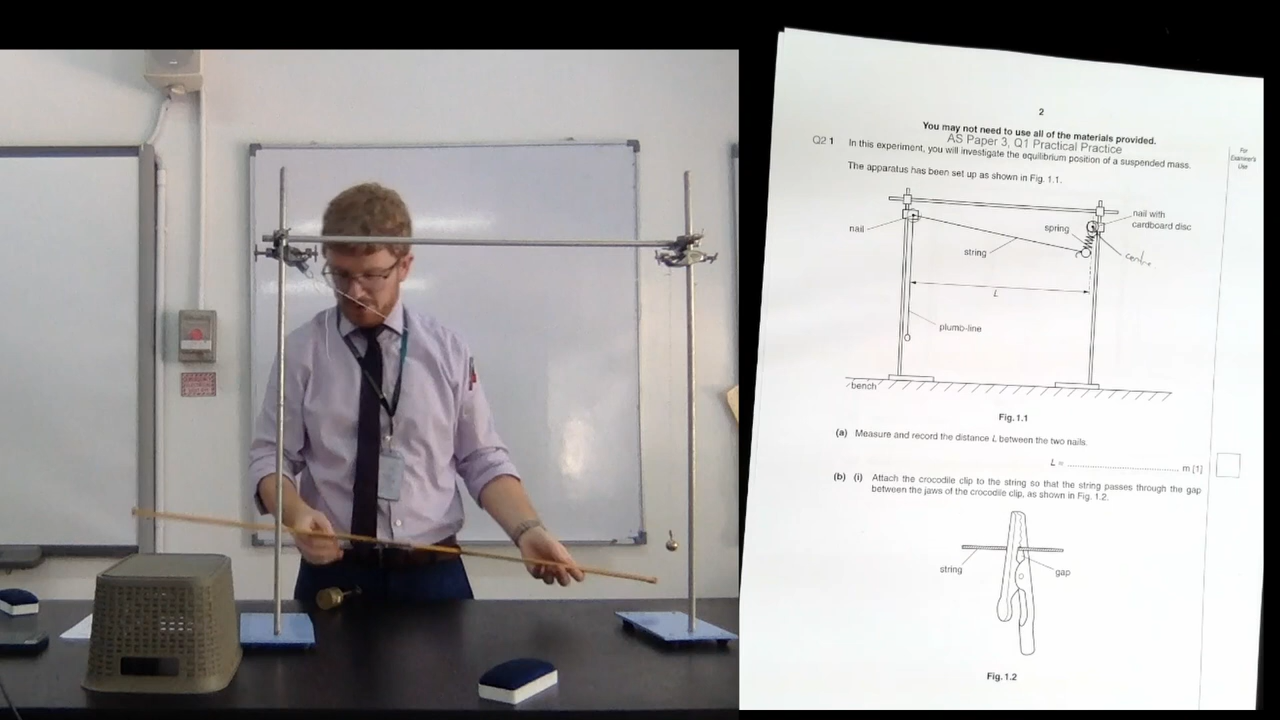 2
You may not need to use all of the materials provided.
AS Paper 3, Q1 Practical Practice
Q2 1 In this experiment, you will investigate the equilibrium position of a suspended mass.
For
Examiner's
Use
The apparatus has been set up as shown in Fig. 1.1.
nail with
cardboard disc
nail
spring
string
centre
L
plumb-line
bench
Fig. 1.1
(a) Measure and record the distance L between the two nails.
L = ........................................ m [1]
(b) (i) Attach the crocodile clip to the string so that the string passes through the gap
between the jaws of the crocodile clip, as shown in Fig. 1.2.
string
gap
Fig. 1.2